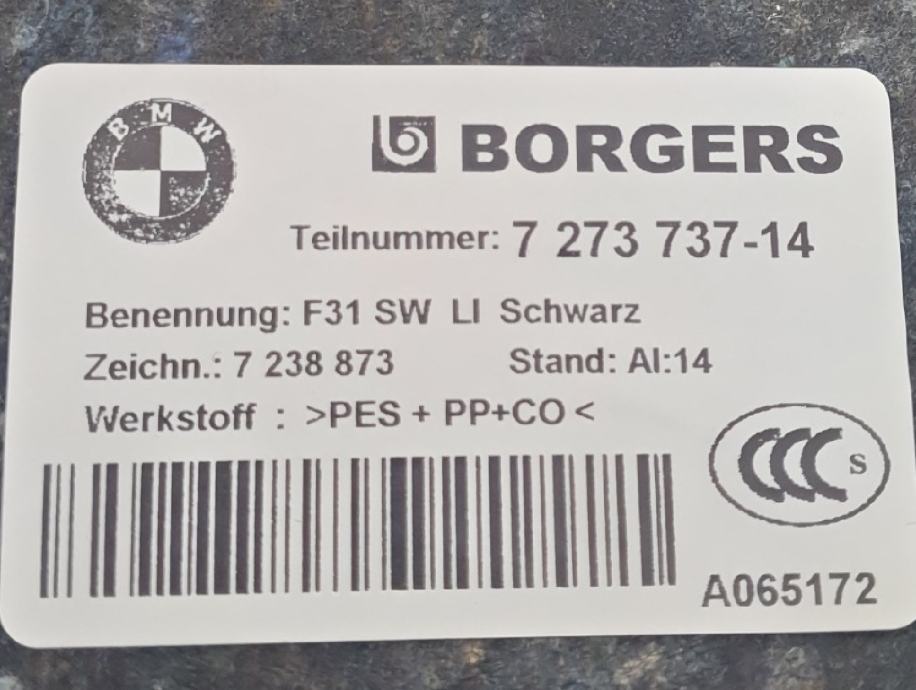 BMW
b BORGERS
Teilnummer: 7 273 737-14
Benennung: F31 SW LI Schwarz
Zeichn.: 7 238 873 Stand: AI:14
Werkstoff : >PES + PP+CO<
CCC S
A065172